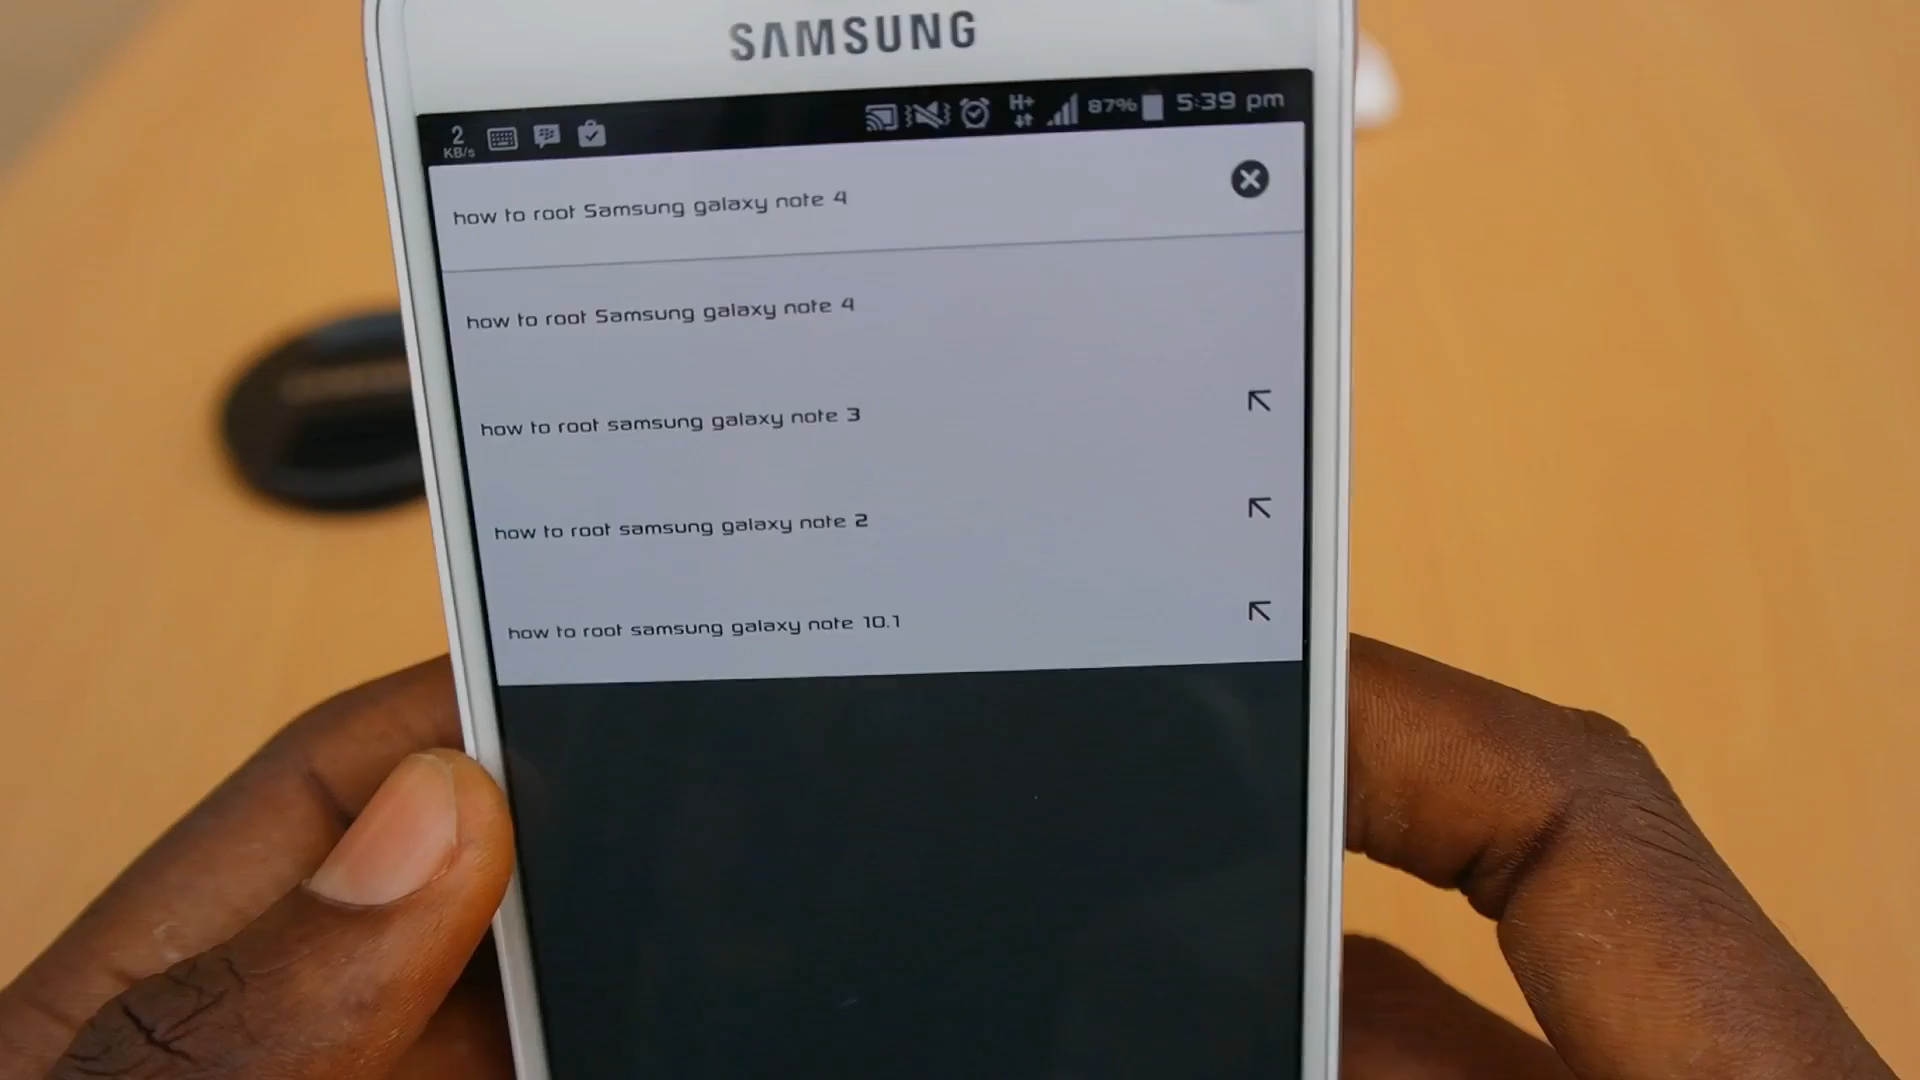 SAMSUNG
2
KB/s
H+
87%
5:39 pm
how to root Samsung galaxy note 4
how to root Samsung galaxy note 4
how to root samsung galaxy note 3
how to root samsung galaxy note 2
how to root samsung galaxy note 10.1